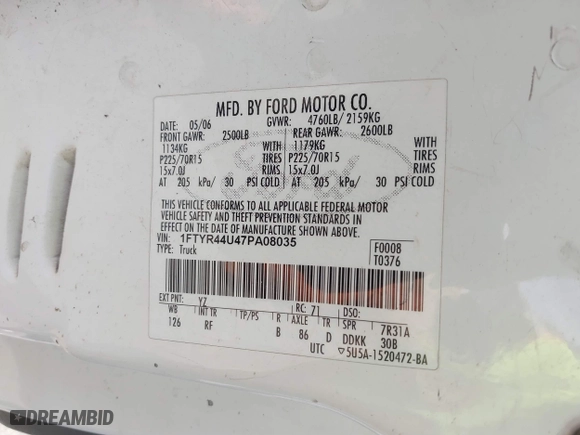 MFD. BY FORD MOTOR CO.
DATE: 05/06 GVWR: 4760LB/ 2159KG
FRONT GAWR: 2500LB REAR GAWR: 2600LB
1134KG WITH 1179KG WITH
P225/70R15 TIRES P225/70R15 TIRES
15x7.0J RIMS 15x7.0J RIMS
AT 205 kPa/ 30 PSI COLD AT 205 kPa/ 30 PSI COLD
THIS VEHICLE CONFORMS TO ALL APPLICABLE FEDERAL MOTOR
VEHICLE SAFETY AND THEFT PREVENTION STANDARDS IN
EFFECT ON THE DATE OF MANUFACTURE SHOWN ABOVE.
VIN: 1FTYR44U47PA08035 F0008
TYPE: Truck T0376
EXT PNT: YZ RC: 71 DSO:
WB INT TR TP/PS R AXLE TR SPR 7R31A
126 RF B 86 D DDKK 30B
UTC ▽5U5A-1520472-BA
DREAMBID